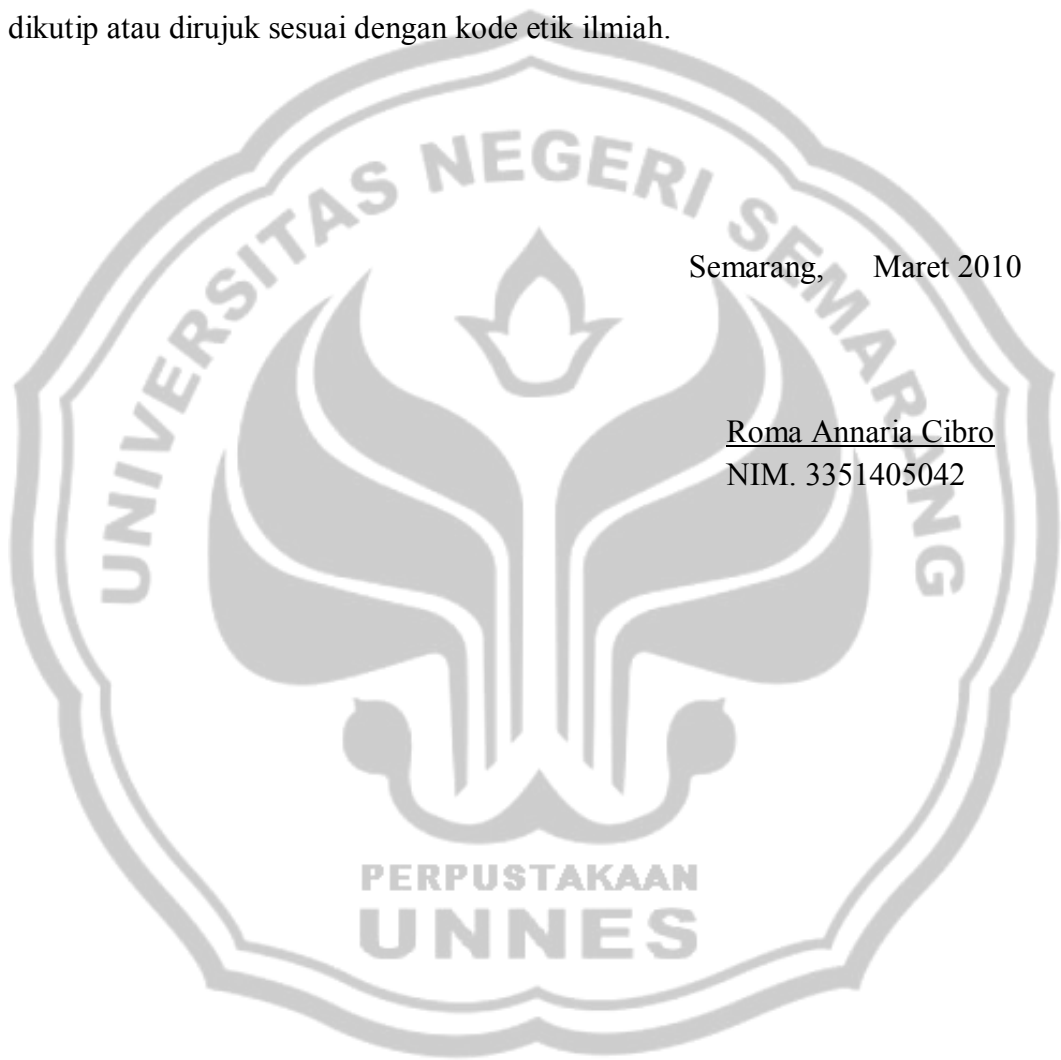 dikutip atau dirujuk sesuai dengan kode etik ilmiah.
UNIVERSITAS NEGERI SEMARANG
Semarang, Maret 2010
Roma Annaria Cibro
NIM. 3351405042
PERPUSTAKAAN
UNNES